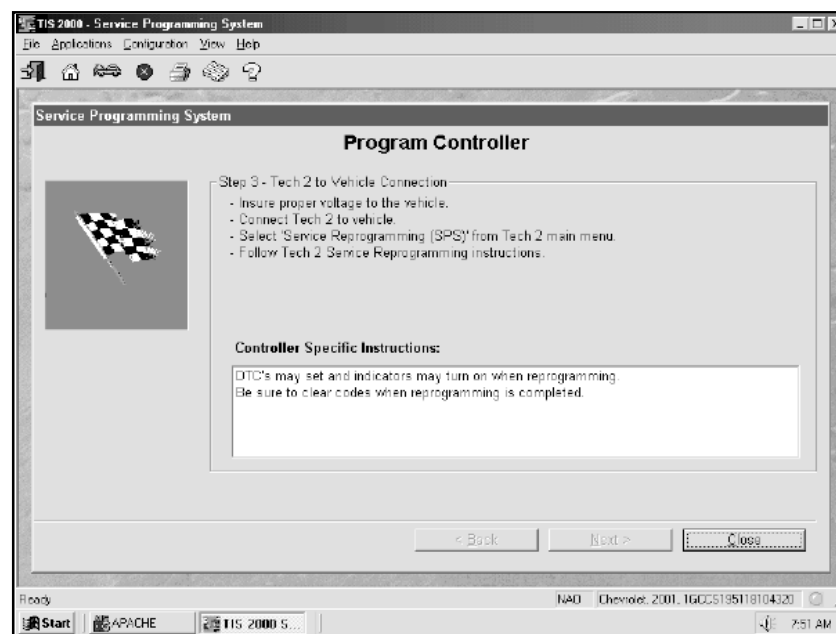 TIS 2000 - Service Programming System
File Applications Configuration View Help
Service Programming System
Program Controller
Step 3 - Tech 2 to Vehicle Connection
- Insure proper voltage to the vehicle.
- Connect Tech 2 to vehicle.
- Select 'Service Reprogramming (SPS)' from Tech 2 main menu.
- Follow Tech 2 Service Reprogramming instructions.
Controller Specific Instructions:
DTC's may set and indicators may turn on when reprogramming.
Be sure to clear codes when reprogramming is completed.
< Back Next > Close
Ready NAO Chevrolet, 2001,
Start APACHE TIS 2000 S... 7:51 AM